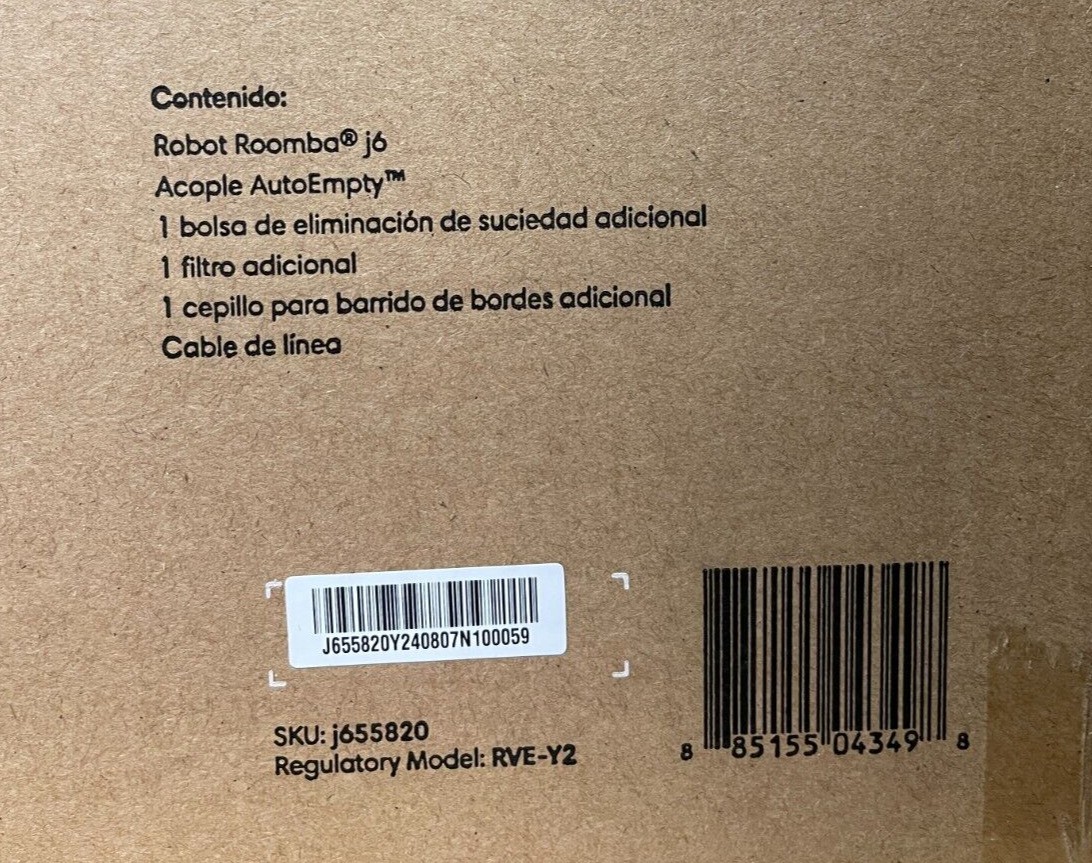 Contenido:
Robot Roomba® j6
Acople AutoEmpty™
1 bolsa de eliminación de suciedad adicional
1 filtro adicional
1 cepillo para barrido de bordes adicional
Cable de línea
J655820Y240807N100059
SKU: j655820
Regulatory Model: RVE-Y2
8 85155 04349 8